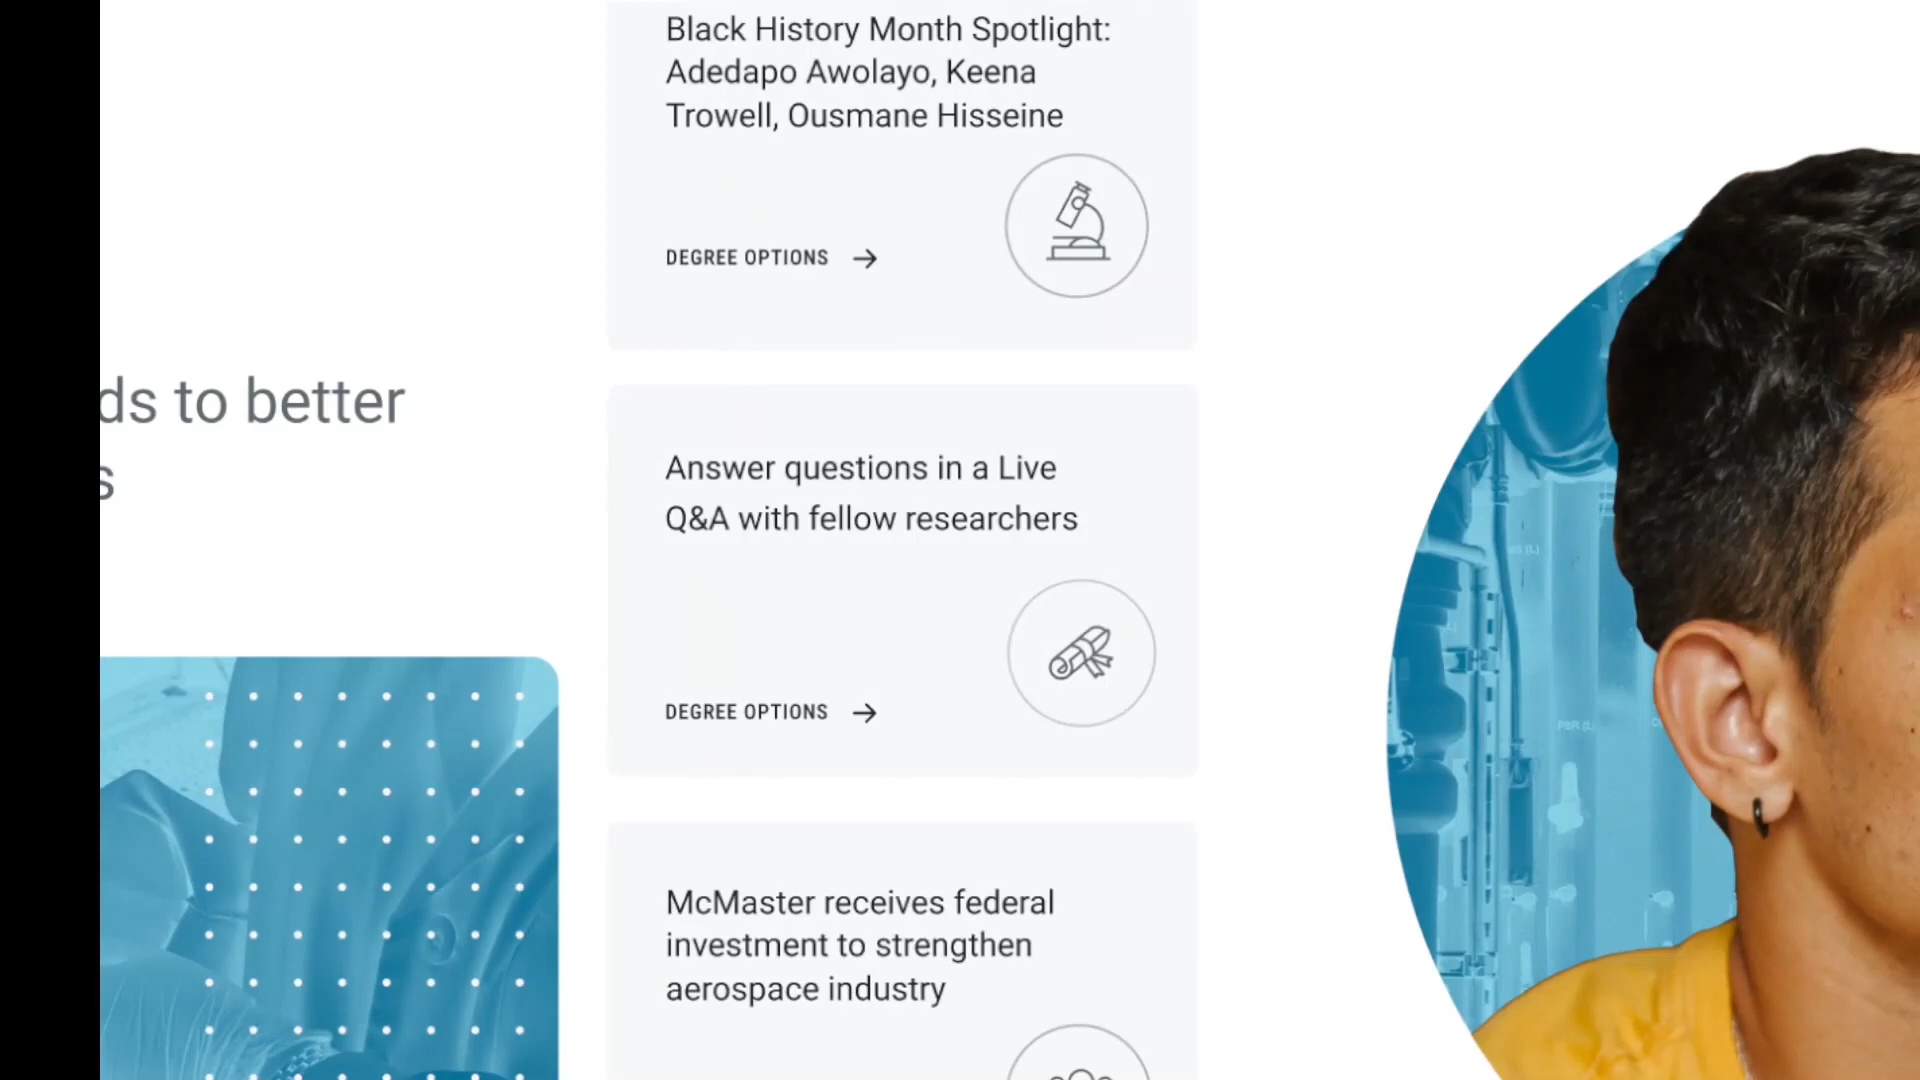 Black History Month Spotlight:
Adedapo Awolayo, Keena
Trowell, Ousmane Hisseine
DEGREE OPTIONS
ds to better
s
Answer questions in a Live
Q&A with fellow researchers
DEGREE OPTIONS
McMaster receives federal
investment to strengthen
aerospace industry